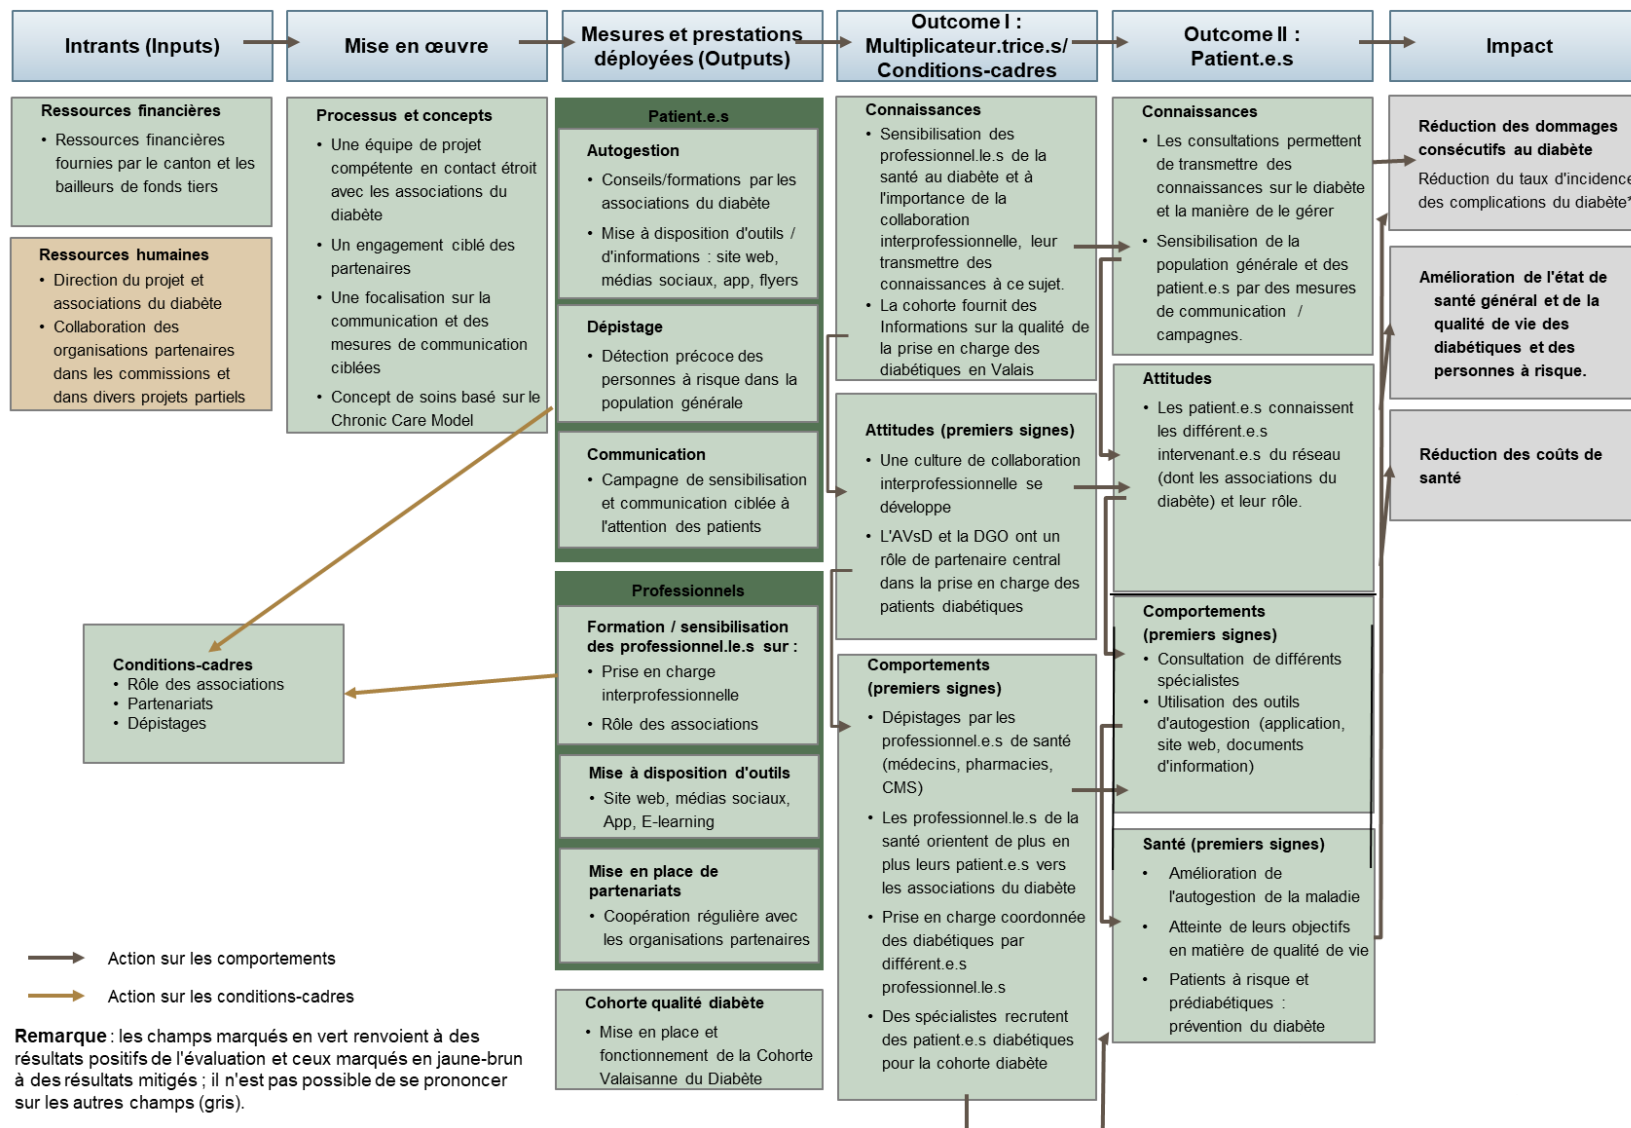 Intrants (Inputs)
Mise en œuvre
Mesures et prestations
déployées (Outputs)
Outcome I :
Multiplicateur.trice.s/
Conditions-cadres
Outcome II :
Patient.e.s
Impact
Ressources financières
• Ressources financières
fournies par le canton et les
bailleurs de fonds tiers
Ressources humaines
• Direction du projet et
associations du diabète
• Collaboration des
organisations partenaires
dans les commissions et
dans divers projets partiels
Processus et concepts
• Une équipe de projet
compétente en contact étroit
avec les associations du
diabète
• Un engagement ciblé des
partenaires
• Une focalisation sur la
communication et des
mesures de communication
ciblées
• Concept de soins basé sur le
Chronic Care Model
Conditions-cadres
• Rôle des associations
• Partenariats
• Dépistages
Patient.e.s
Autogestion
• Conseils/formations par les
associations du diabète
• Mise à disposition d'outils /
d'informations : site web,
médias sociaux, app, flyers
Dépistage
• Détection précoce des
personnes à risque dans la
population générale
Communication
• Campagne de sensibilisation
et communication ciblée à
l'attention des patients
Professionnels
Formation / sensibilisation
des professionnel.le.s sur :
• Prise en charge
interprofessionnelle
• Rôle des associations
Mise à disposition d'outils
• Site web, médias sociaux,
App, E-learning
Mise en place de
partenariats
• Coopération régulière avec
les organisations partenaires
Cohorte qualité diabète
• Mise en place et
fonctionnement de la Cohorte
Valaisanne du Diabète
Connaissances
• Sensibilisation des
professionnel.le.s de la
santé au diabète et à
l'importance de la
collaboration
interprofessionnelle, leur
transmettre des
connaissances à ce sujet.
• La cohorte fournit des
Informations sur la qualité de
la prise en charge des
diabétiques en Valais
Attitudes (premiers signes)
• Une culture de collaboration
interprofessionnelle se
développe
• L'AVsD et la DGO ont un
rôle de partenaire central
dans la prise en charge des
patients diabétiques
Comportements
(premiers signes)
• Dépistages par les
professionnel.e.s de santé
(médecins, pharmacies,
CMS)
• Les professionnel.le.s de la
santé orientent de plus en
plus leurs patient.e.s vers
les associations du diabète
• Prise en charge coordonnée
des diabétiques par
différent.e.s
professionnel.le.s
• Des spécialistes recrutent
des patient.e.s diabétiques
pour la cohorte diabète
Connaissances
• Les consultations permettent
de transmettre des
connaissances sur le diabète
et la manière de le gérer
• Sensibilisation de la
population générale et des
patient.e.s par des mesures
de communication /
campagnes.
Attitudes
• Les patient.e.s connaissent
les différent.e.s
intervenant.e.s du réseau
(dont les associations du
diabète) et leur rôle.
Comportements
(premiers signes)
• Consultation de différents
spécialistes
• Utilisation des outils
d'autogestion (application,
site web, documents
d'information)
Santé (premiers signes)
• Amélioration de
l'autogestion de la maladie
• Atteinte de leurs objectifs
en matière de qualité de vie
• Patients à risque et
prédiabétiques :
prévention du diabète
Réduction des dommages
consécutifs au diabète
Réduction du taux d'incidence
des complications du diabète*
Amélioration de l'état de
santé général et de la
qualité de vie des
diabétiques et des
personnes à risque.
Réduction des coûts de
santé
Action sur les comportements
Action sur les conditions-cadres
Remarque : les champs marqués en vert renvoient à des
résultats positifs de l'évaluation et ceux marqués en jaune-brun
à des résultats mitigés ; il n'est pas possible de se prononcer
sur les autres champs (gris).